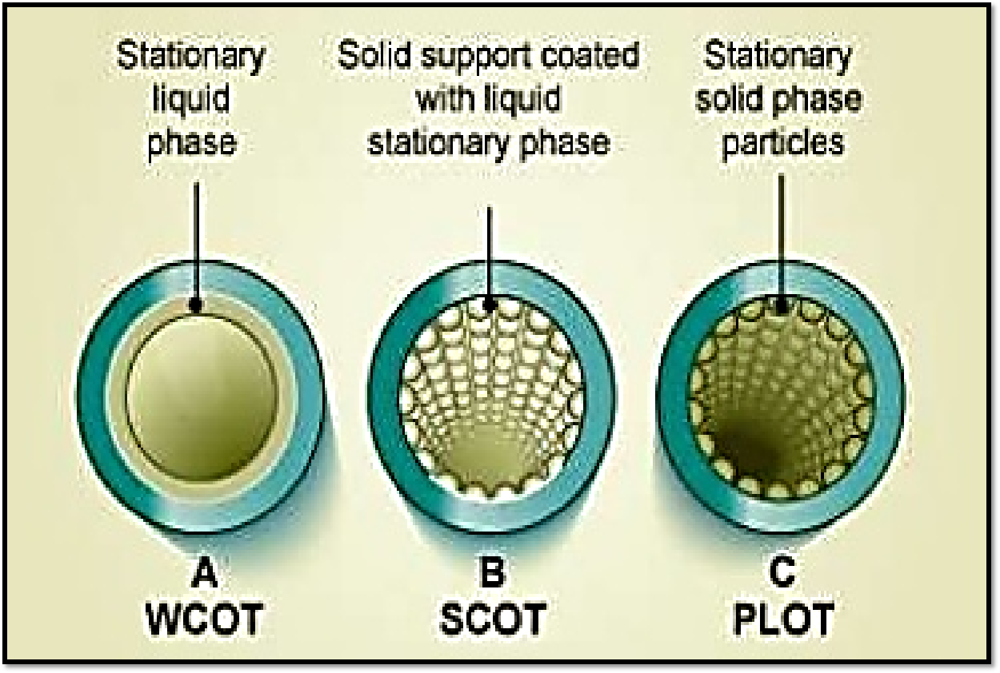 Stationary
liquid
phase
Solid support coated
with liquid
stationary phase
Stationary
solid phase
particles
A
WCOT
B
SCOT
C
PLOT